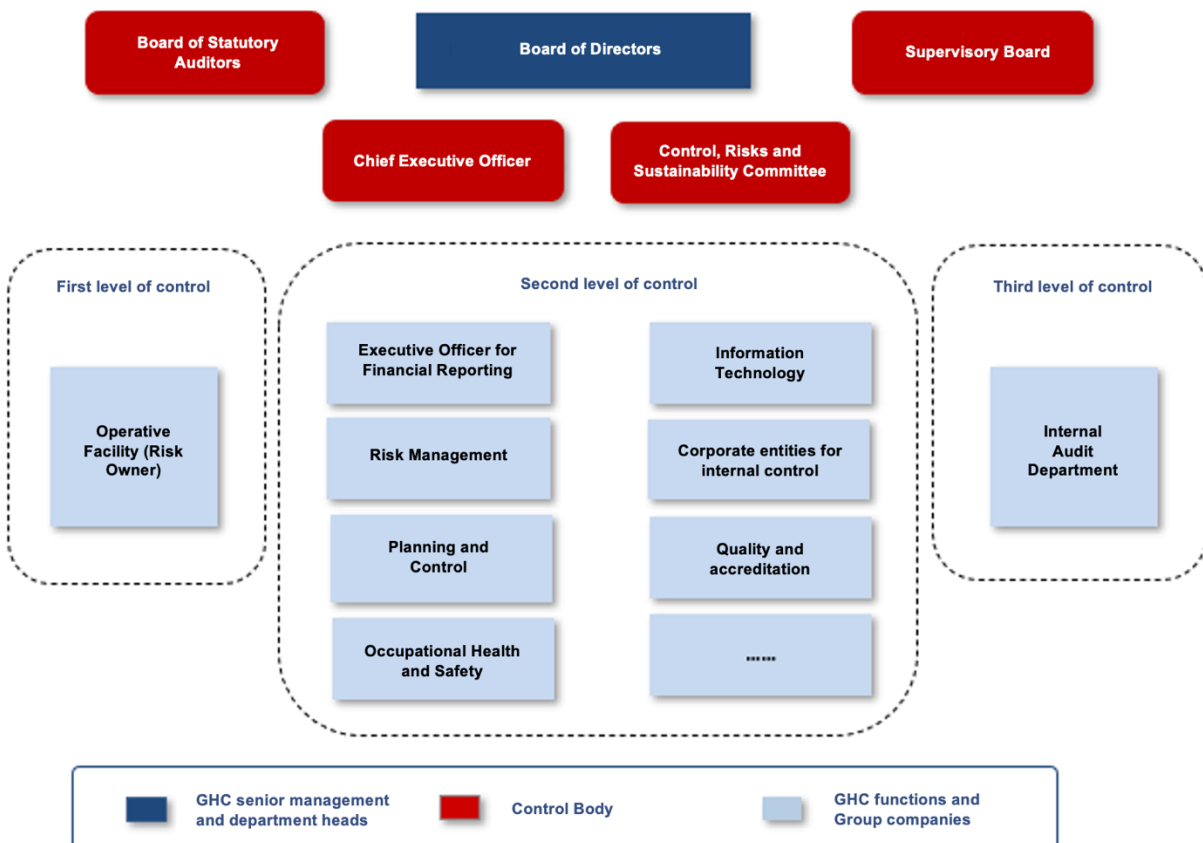 Board of Statutory
Auditors
Board of Directors
Supervisory Board
Chief Executive Officer
Control, Risks and
Sustainability Committee
First level of control
Second level of control
Third level of control
Operative
Facility (Risk
Owner)
Executive Officer for
Financial Reporting
Information
Technology
Risk Management
Corporate entities for
internal control
Planning and
Control
Quality and
accreditation
Occupational Health
and Safety
......
Internal
Audit
Department
GHC senior management
and department heads
Control Body
GHC functions and
Group companies